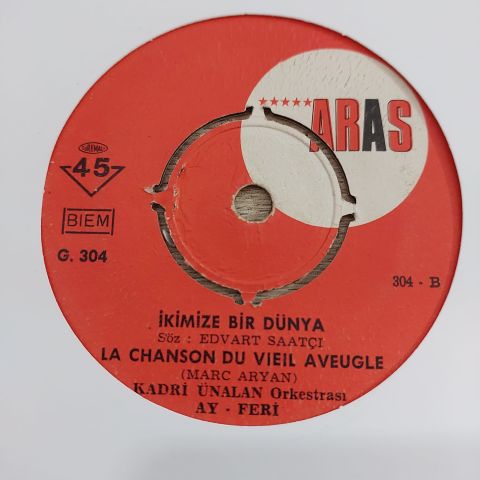 ★★★★★ ARAS
SÜREMALI
45
BIEM
G. 304
304 - B
İKİMİZE BİR DÜNYA
Söz : EDVART SAATÇİ
LA CHANSON DU VIEIL AVEUGLE
(MARC ARYAN)
KADRİ ÜNALAN Orkestrası
AY - FERİ